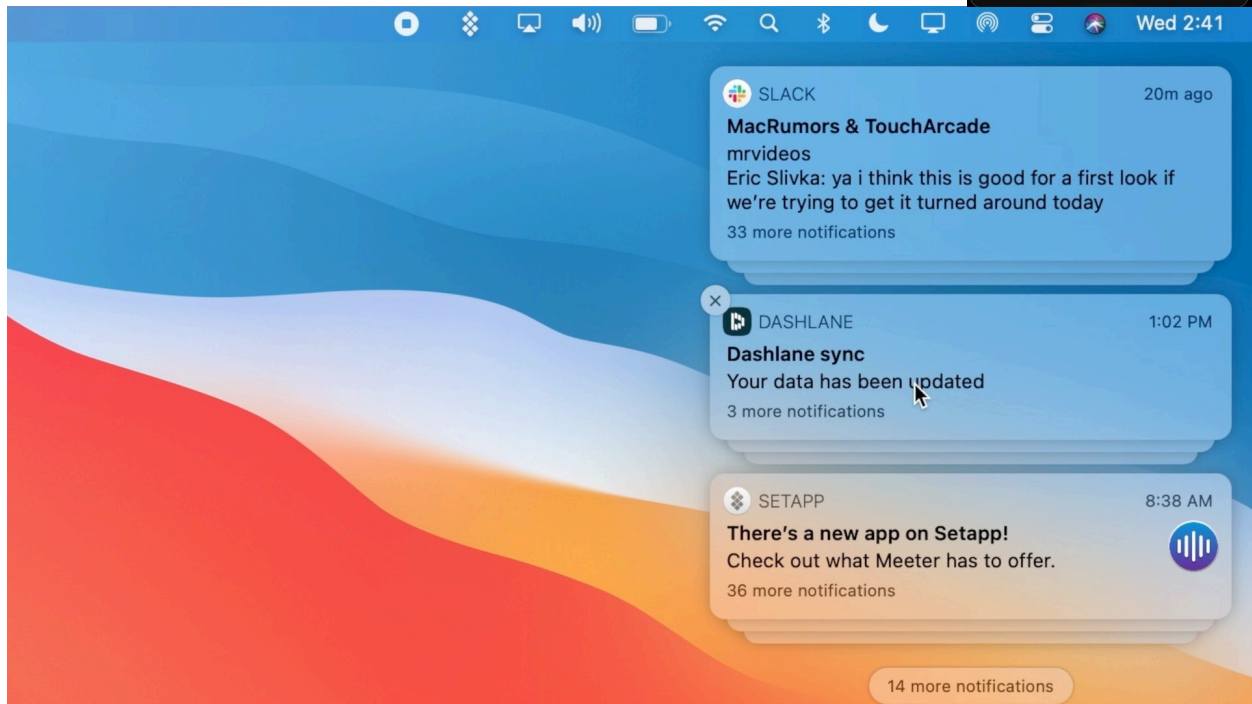 Wed 2:41
SLACK 20m ago
MacRumors & TouchArcade
mrvideos
Eric Slivka: ya i think this is good for a first look if
we’re trying to get it turned around today
33 more notifications
DASHLANE 1:02 PM
Dashlane sync
Your data has been updated
3 more notifications
SETAPP 8:38 AM
There’s a new app on Setapp!
Check out what Meeter has to offer.
36 more notifications
14 more notifications